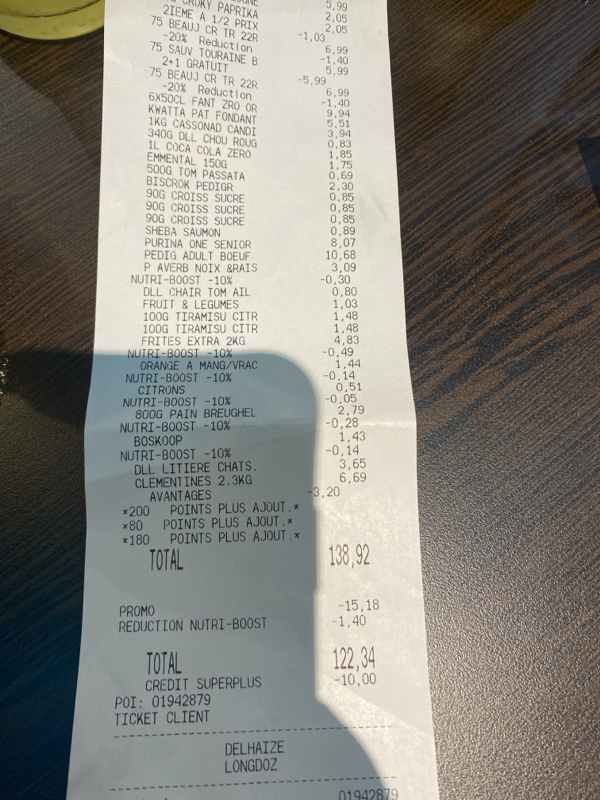 CROKY PAPRIKA 5,99
2IEME A 1/2 PRIX 2,05
75 BEAUJ CR TR 22R 2,05
-1,03
-20% Reduction 6,99
75 SAUV TOURAINE B -1,40
2+1 GRATUIT 5,99
75 BEAUJ CR TR 22R -5,99
-20% Reduction 6,99
6X50CL FANT ZRO OR -1,40
KWATTA PAT FONDANT 9,94
1KG CASSONAD CANDI 5,51
340G DLL CHOU ROUG 3,94
1L COCA COLA ZERO 0,83
EMMENTAL 150G 1,85
500G TOM PASSATA 1,75
BISCROK PEDIGR 0,69
90G CROISS SUCRE 2,30
90G CROISS SUCRE 0,85
90G CROISS SUCRE 0,85
SHEBA SAUMON 0,85
PURINA ONE SENIOR 0,89
PEDIG ADULT BOEUF 8,07
P AVERB NOIX &RAIS 10,68
NUTRI-BOOST -10% 3,09
DLL CHAIR TOM AIL -0,30
FRUIT & LEGUMES 0,80
100G TIRAMISU CITR 1,03
100G TIRAMISU CITR 1,48
FRITES EXTRA 2KG 1,48
NUTRI-BOOST -10% 4,83
ORANGE A MANG/VRAC -0,49
NUTRI-BOOST -10% 1,44
CITRONS -0,14
NUTRI-BOOST -10% 0,51
800G PAIN BREUGHEL -0,05
NUTRI-BOOST -10% 2,79
BOSKOOP -0,28
NUTRI-BOOST -10% 1,43
DLL LITIERE CHATS. -0,14
CLEMENTINES 2.3KG 3,65
AVANTAGES 6,69
-3,20
*200 POINTS PLUS AJOUT.*
*80 POINTS PLUS AJOUT.*
*180 POINTS PLUS AJOUT.*
TOTAL 138,92
PROMO -15,18
REDUCTION NUTRI-BOOST -1,40
TOTAL 122,34
CREDIT SUPERPLUS -10,00
POI: 01942879
TICKET CLIENT
DELHAIZE
LONGDOZ
01942879